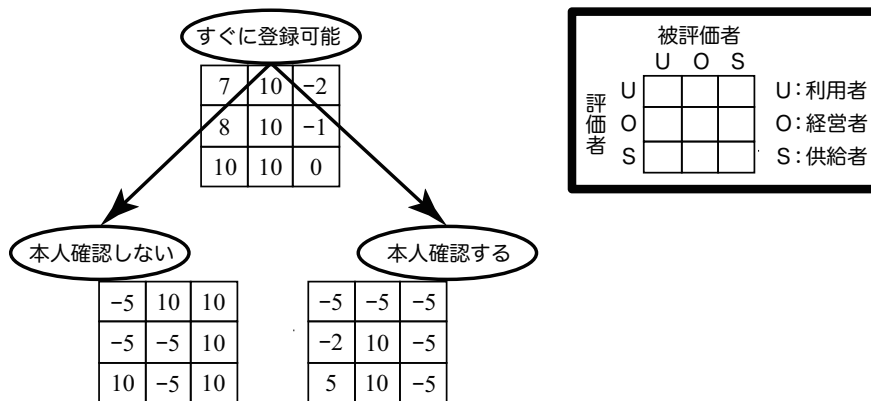 すぐに登録可能
7 10 -2
8 10 -1
10 10 0
本人確認しない
-5 10 10
-5 -5 10
10 -5 10
本人確認する
-5 -5 -5
-2 10 -5
5 10 -5
被評価者
U O S
評価者
U
O
S
U:利用者
O:経営者
S:供給者